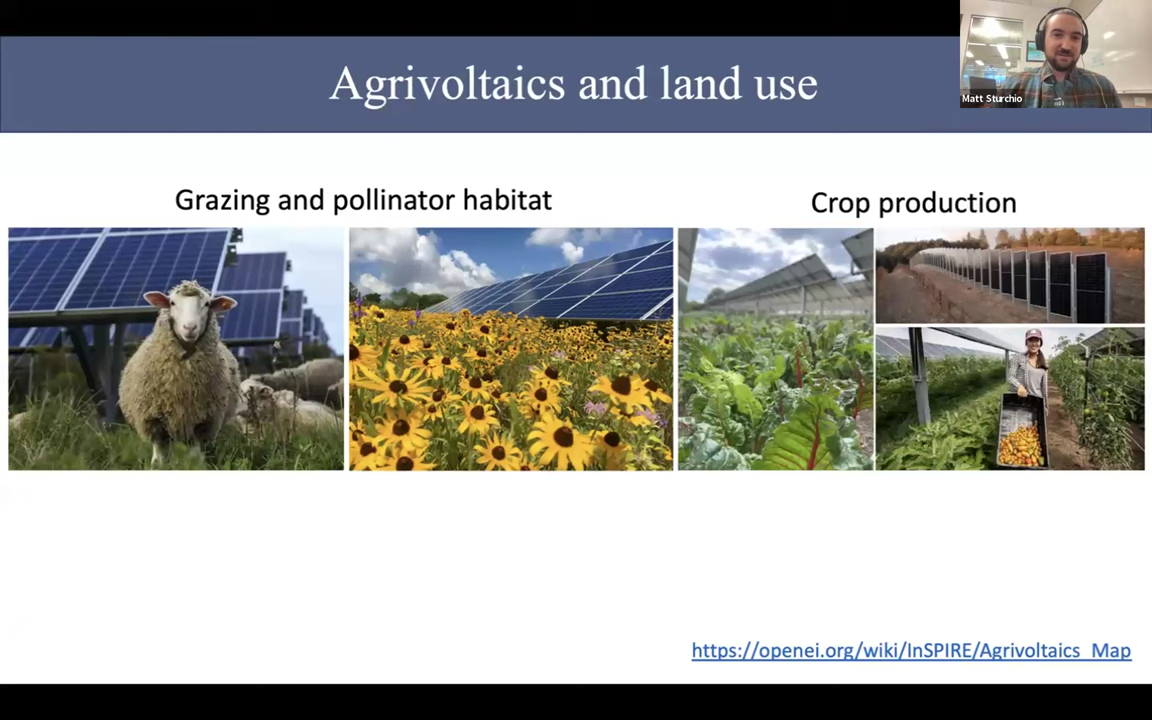 Agrivoltaics and land use
Matt Sturchio
Grazing and pollinator habitat
Crop production
https://openei.org/wiki/InSPIRE/Agrivoltaics_Map